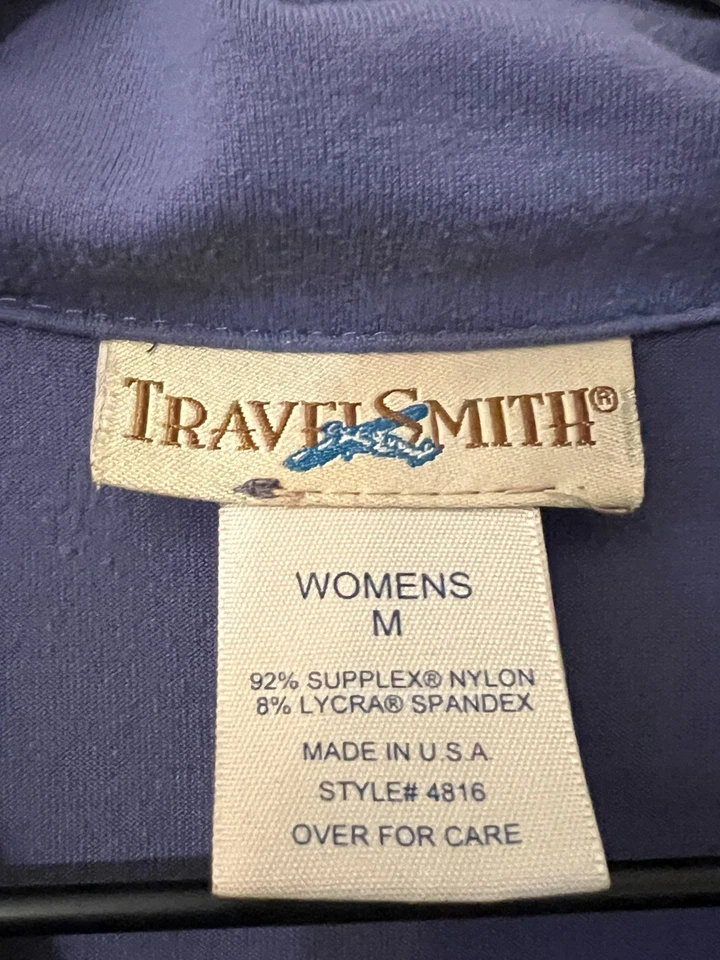 TRAVELSMITH®
WOMENS
M
92% SUPPLEX® NYLON
8% LYCRA® SPANDEX
MADE IN U.S.A.
STYLE# 4816
OVER FOR CARE